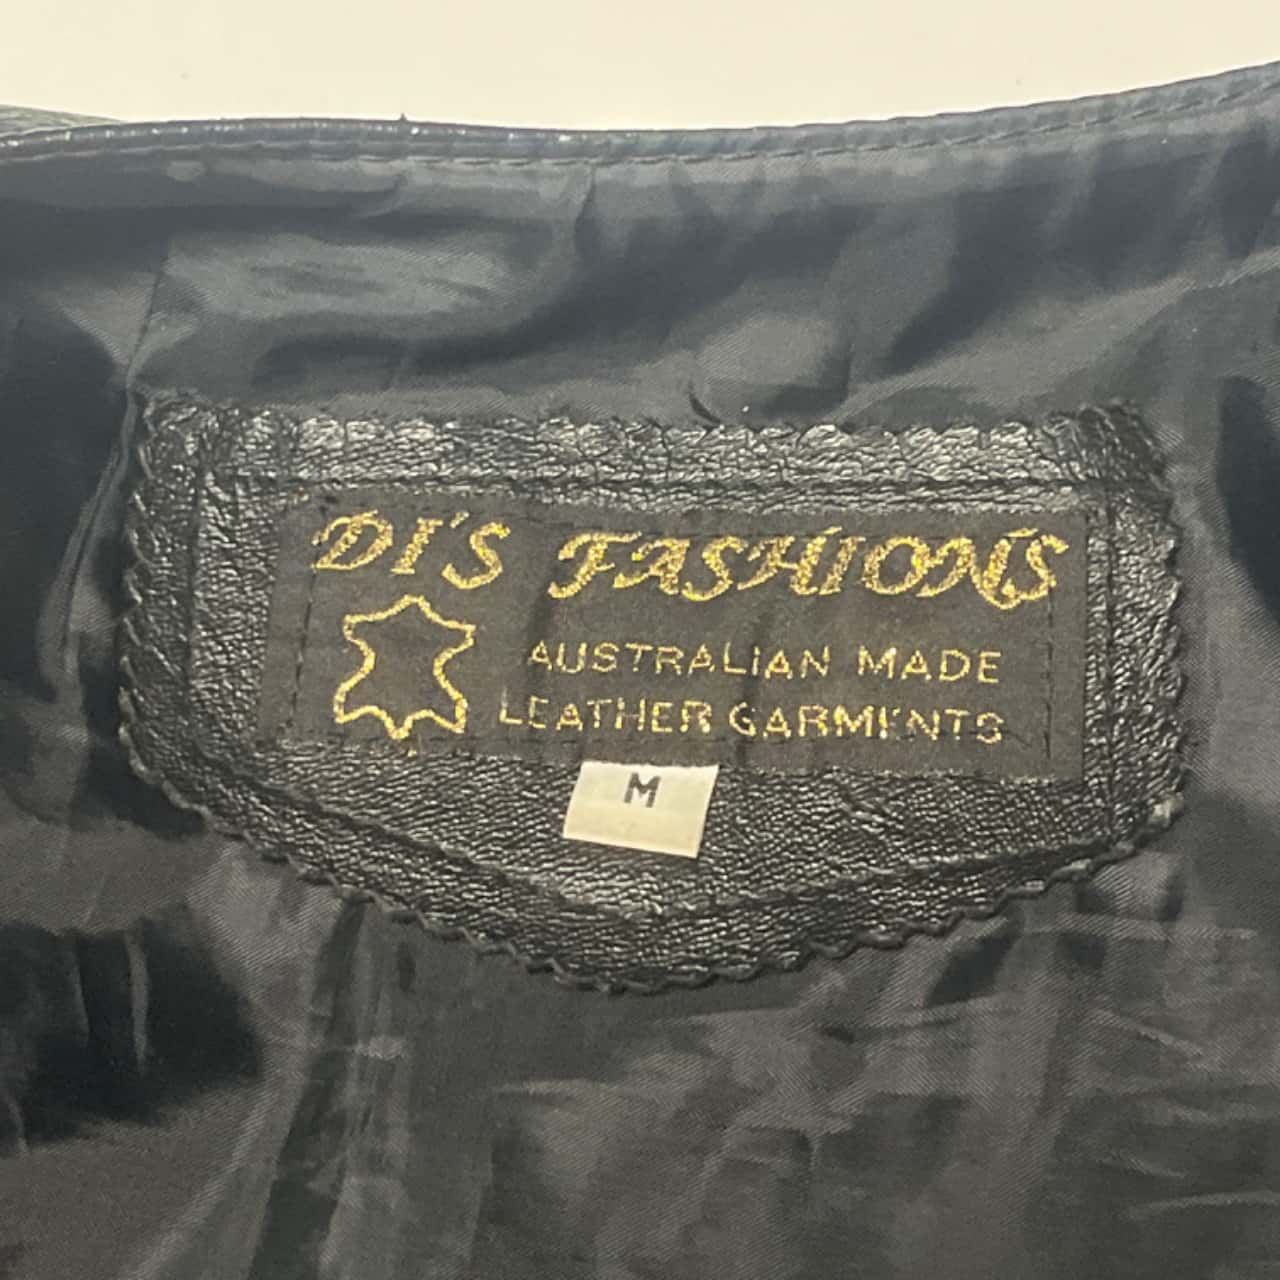 DI'S FASHIONS
AUSTRALIAN MADE
LEATHER GARMENTS
M